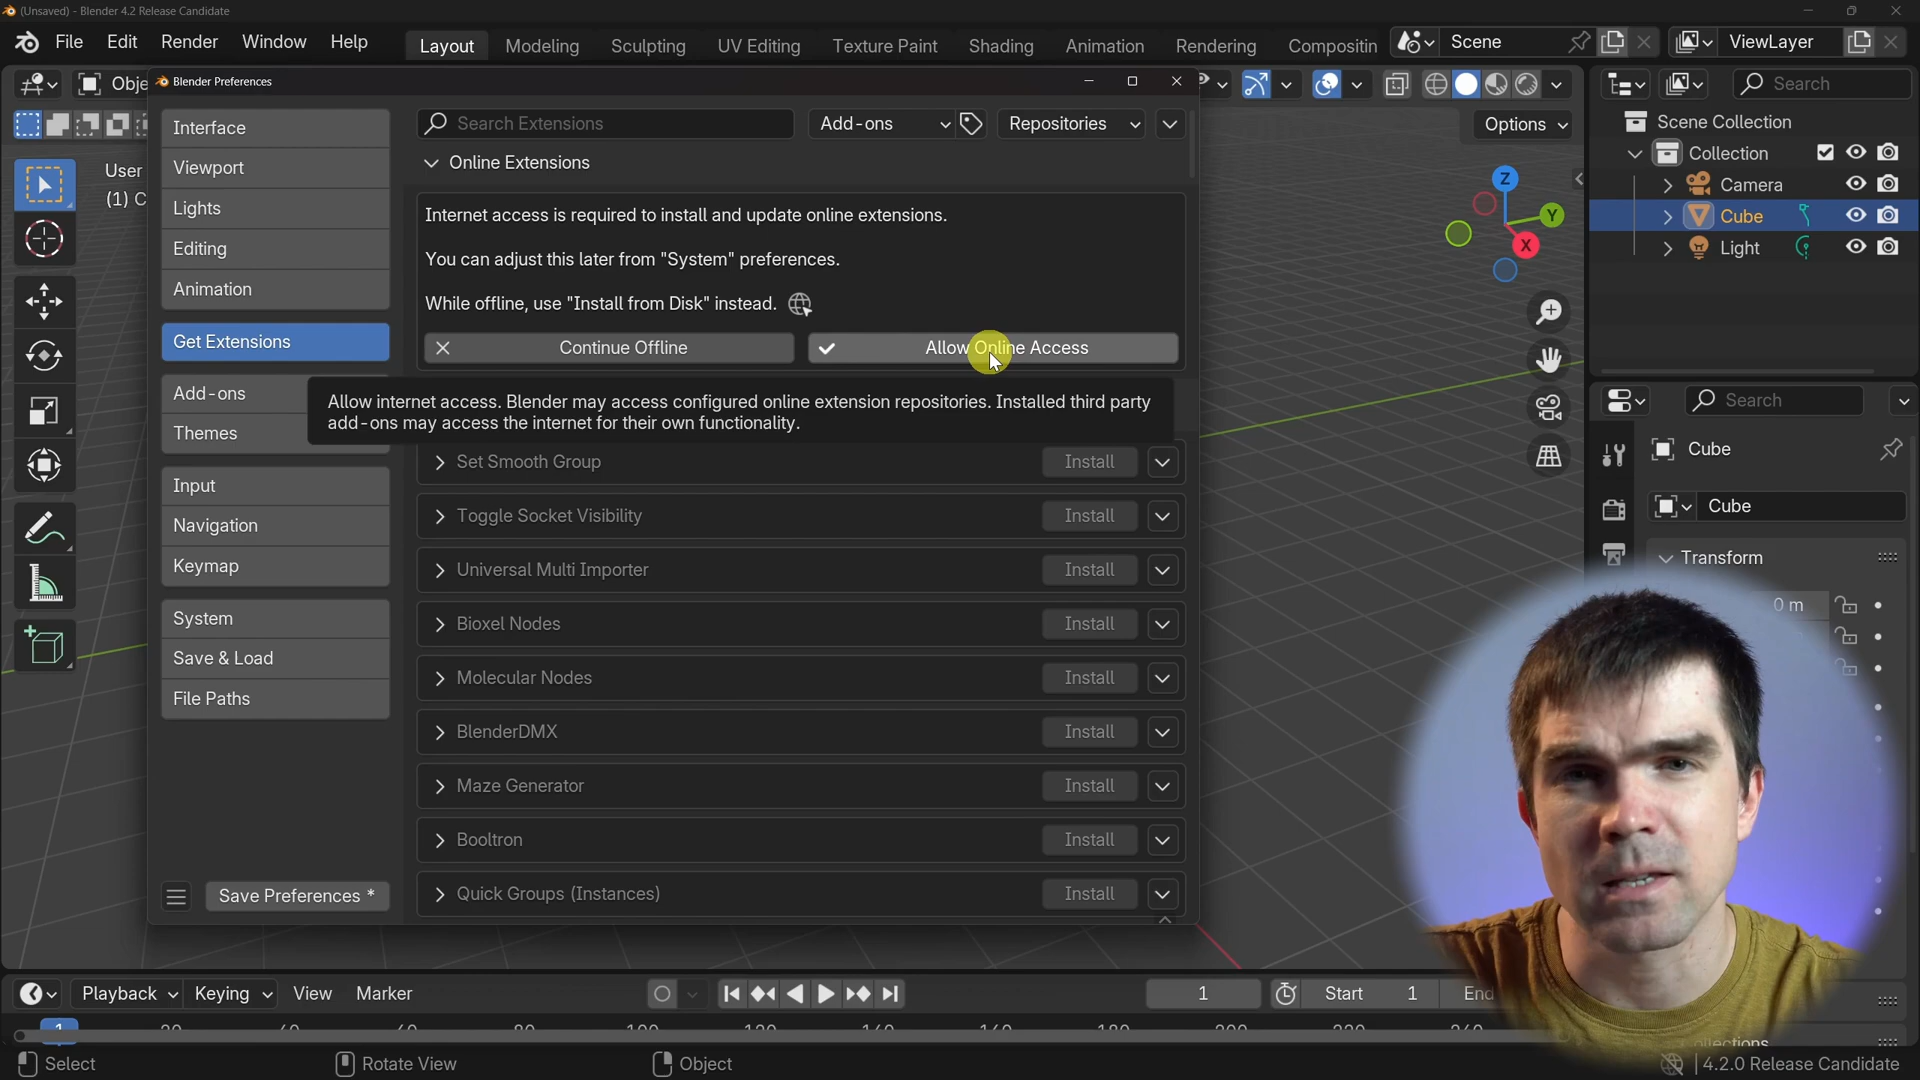 (Unsaved) - Blender 4.2 Release Candidate
File Edit Render Window Help
Layout Modeling Sculpting UV Editing Texture Paint Shading Animation Rendering Compositin
Scene
ViewLayer
Obje
Blender Preferences
Search
Options
User
(1) C
Z
Y
X
Interface
Viewport
Lights
Editing
Animation
Get Extensions
Add-ons
Themes
Input
Navigation
Keymap
System
Save & Load
File Paths
Save Preferences *
Search Extensions
Add-ons
Repositories
Online Extensions
Internet access is required to install and update online extensions.
You can adjust this later from "System" preferences.
While offline, use "Install from Disk" instead.
Continue Offline
Allow Online Access
Allow internet access. Blender may access configured online extension repositories. Installed third party
add-ons may access the internet for their own functionality.
Set Smooth Group Install
Toggle Socket Visibility Install
Universal Multi Importer Install
Bioxel Nodes Install
Molecular Nodes Install
BlenderDMX Install
Maze Generator Install
Booltron Install
Quick Groups (Instances) Install
Scene Collection
Collection
Camera
Cube
Light
Search
Cube
Cube
Transform
0 m
Playback Keying View Marker
1
Start 1
End
1
Select
Rotate View
Object
4.2.0 Release Candidate